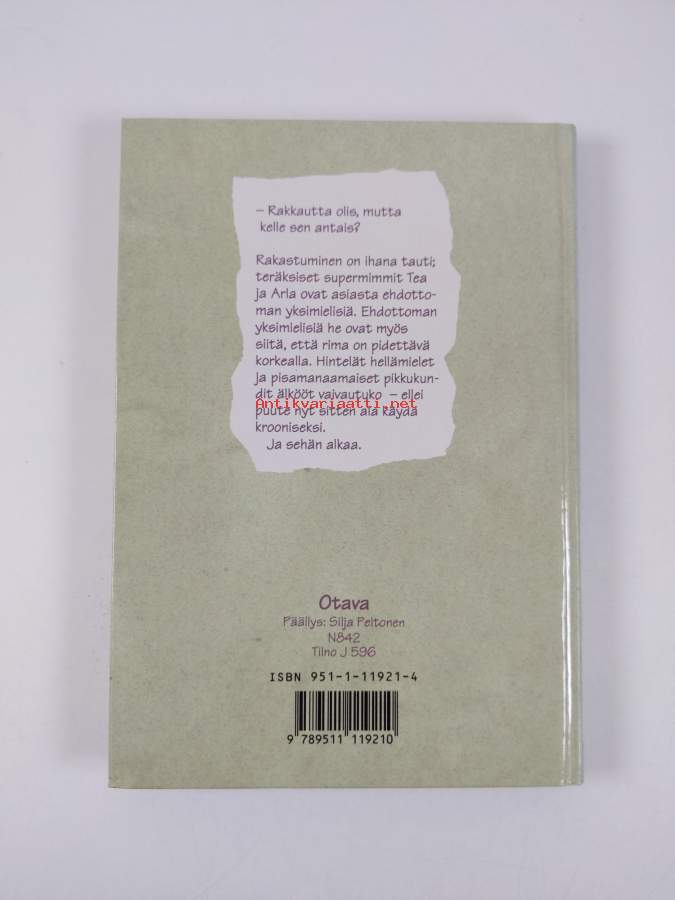 – Rakkautta olis, mutta
kelle sen antais?
Rakastuminen on ihana tauti;
teräksiset supermimmit Tea
ja Arla ovat asiasta ehdotto-
man yksimielisiä. Ehdottoman
yksimielisiä he ovat myös
siitä, että rima on pidettävä
korkealla. Hintelät hellämielet
ja pisamanaamaiset pikkukun-
dit älkööt vaivautuko – ellei
Antikvariaatti.net
puute nyt sitten ala käydä
krooniseksi.
Ja sehän alkaa.
Otava
Päällys: Silja Peltonen
N842
Tilno J 596
ISBN 951-1-11921-4
9 789511 119210